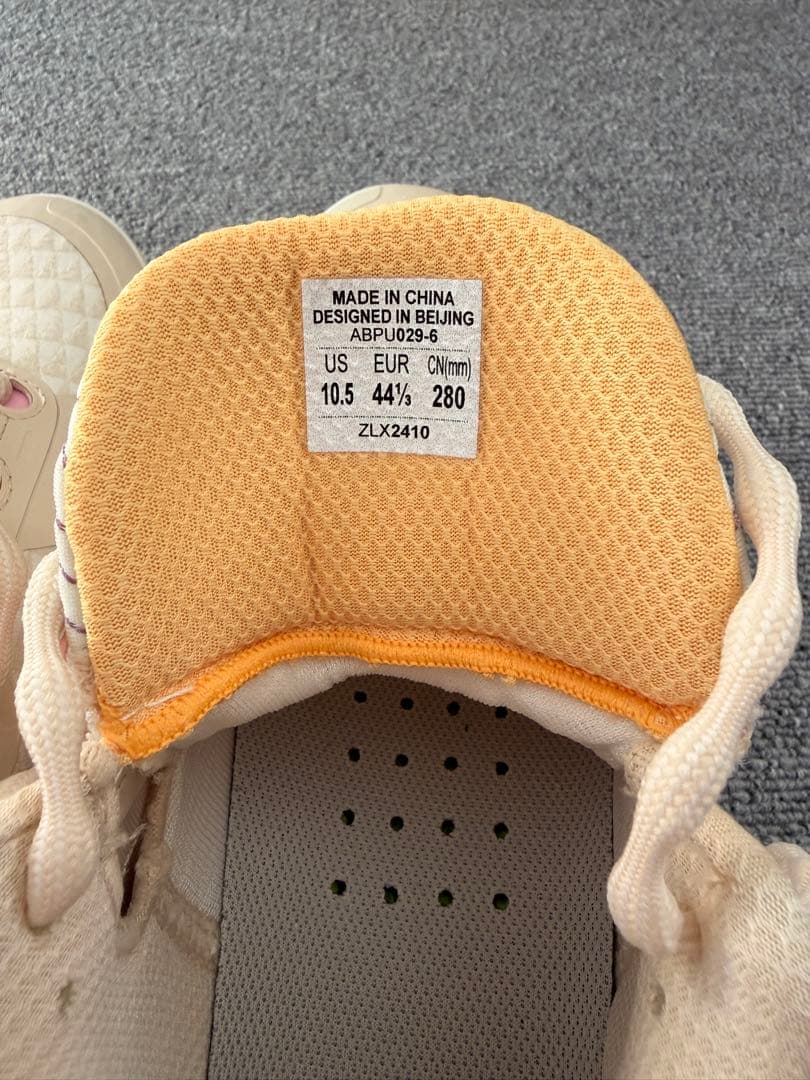 MADE IN CHINA
DESIGNED IN BEIJING
ABPU029-6
US EUR CN(mm)
10.5 44⅓ 280
ZLX2410